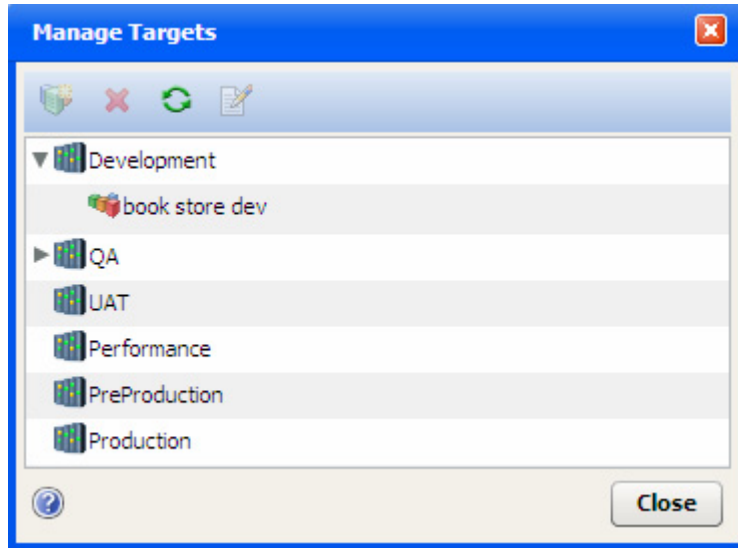 Manage Targets
Development
book store dev
QA
UAT
Performance
PreProduction
Production
Close